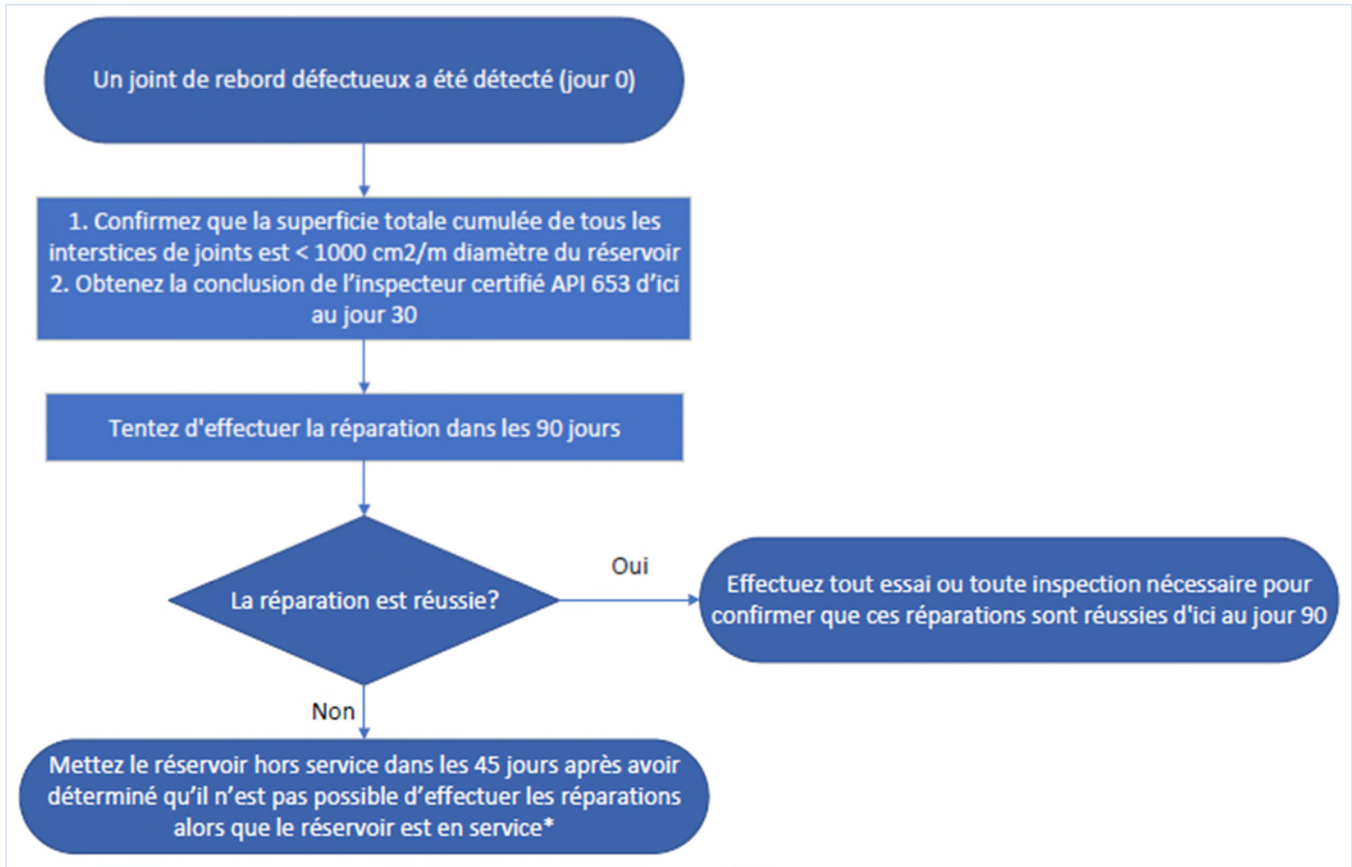 Un joint de rebord défectueux a été détecté (jour 0)
1. Confirmez que la superficie totale cumulée de tous les
interstices de joints est < 1000 cm2/m diamètre du réservoir
2. Obtenez la conclusion de l’inspecteur certifié API 653 d’ici
au jour 30
Tentez d'effectuer la réparation dans les 90 jours
La réparation est réussie?
Oui
Effectuez tout essai ou toute inspection nécessaire pour
confirmer que ces réparations sont réussies d'ici au jour 90
Non
Mettez le réservoir hors service dans les 45 jours après avoir
déterminé qu’il n’est pas possible d’effectuer les réparations
alors que le réservoir est en service*